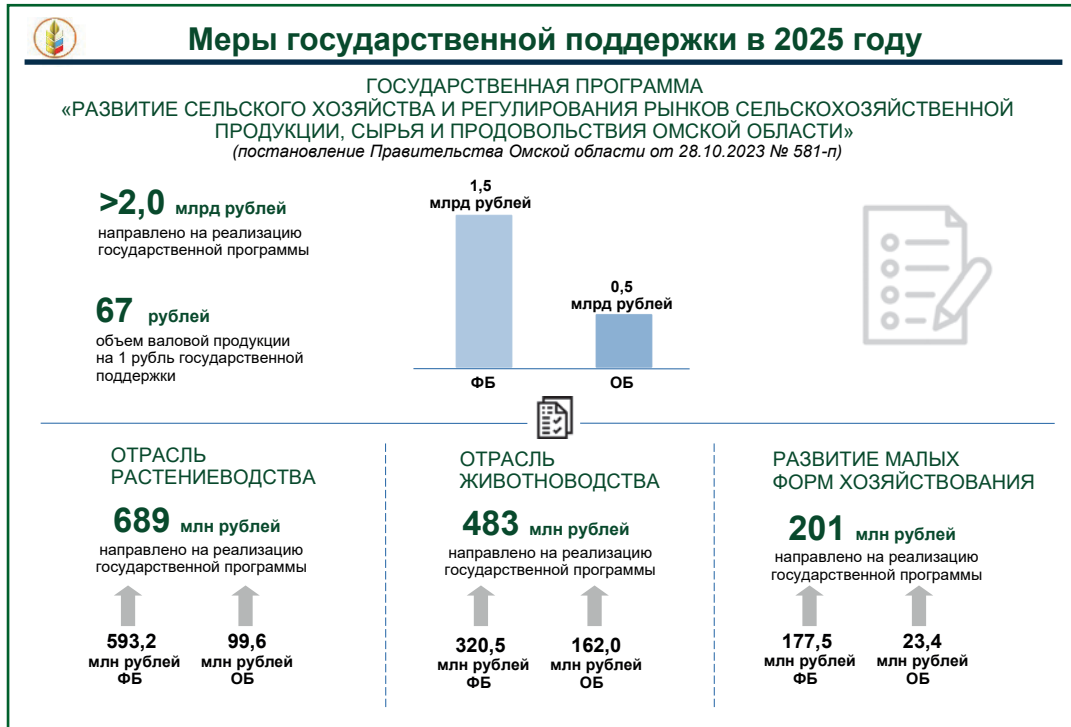 Меры государственной поддержки в 2025 году
ГОСУДАРСТВЕННАЯ ПРОГРАММА
«РАЗВИТИЕ СЕЛЬСКОГО ХОЗЯЙСТВА И РЕГУЛИРОВАНИЯ РЫНКОВ СЕЛЬСКОХОЗЯЙСТВЕННОЙ
ПРОДУКЦИИ, СЫРЬЯ И ПРОДОВОЛЬСТВИЯ ОМСКОЙ ОБЛАСТИ»
(постановление Правительства Омской области от 28.10.2023 № 581-п)
>2,0 млрд рублей
направлено на реализацию
государственной программы
67 рублей
объем валовой продукции
на 1 рубль государственной
поддержки
1,5
млрд рублей
0,5
млрд рублей
ФБ
ОБ
ОТРАСЛЬ
РАСТЕНИЕВОДСТВА
689 млн рублей
направлено на реализацию
государственной программы
593,2
млн рублей
ФБ
99,6
млн рублей
ОБ
ОТРАСЛЬ
ЖИВОТНОВОДСТВА
483 млн рублей
направлено на реализацию
государственной программы
320,5
млн рублей
ФБ
162,0
млн рублей
ОБ
РАЗВИТИЕ МАЛЫХ
ФОРМ ХОЗЯЙСТВОВАНИЯ
201 млн рублей
направлено на реализацию
государственной программы
177,5
млн рублей
ФБ
23,4
млн рублей
ОБ